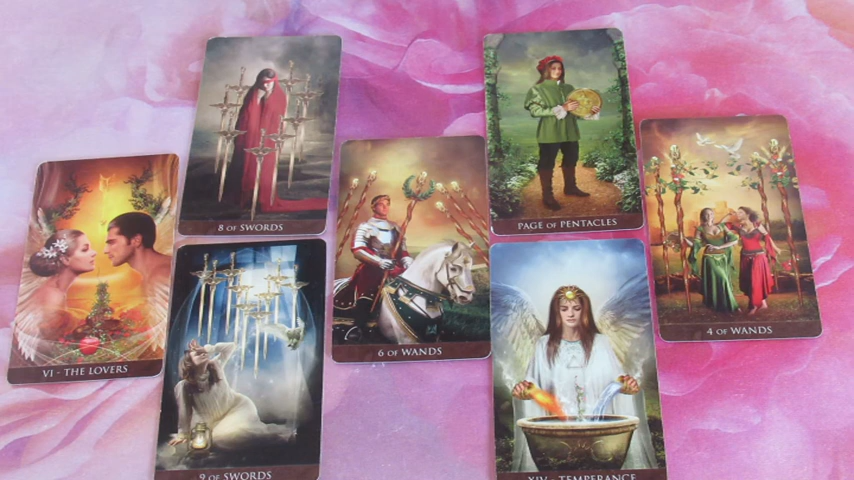 8 OF SWORDS
PAGE OF PENTACLES
VI - THE LOVERS
6 OF WANDS
4 OF WANDS
9 OF SWORDS
XIV - TEMPERANCE